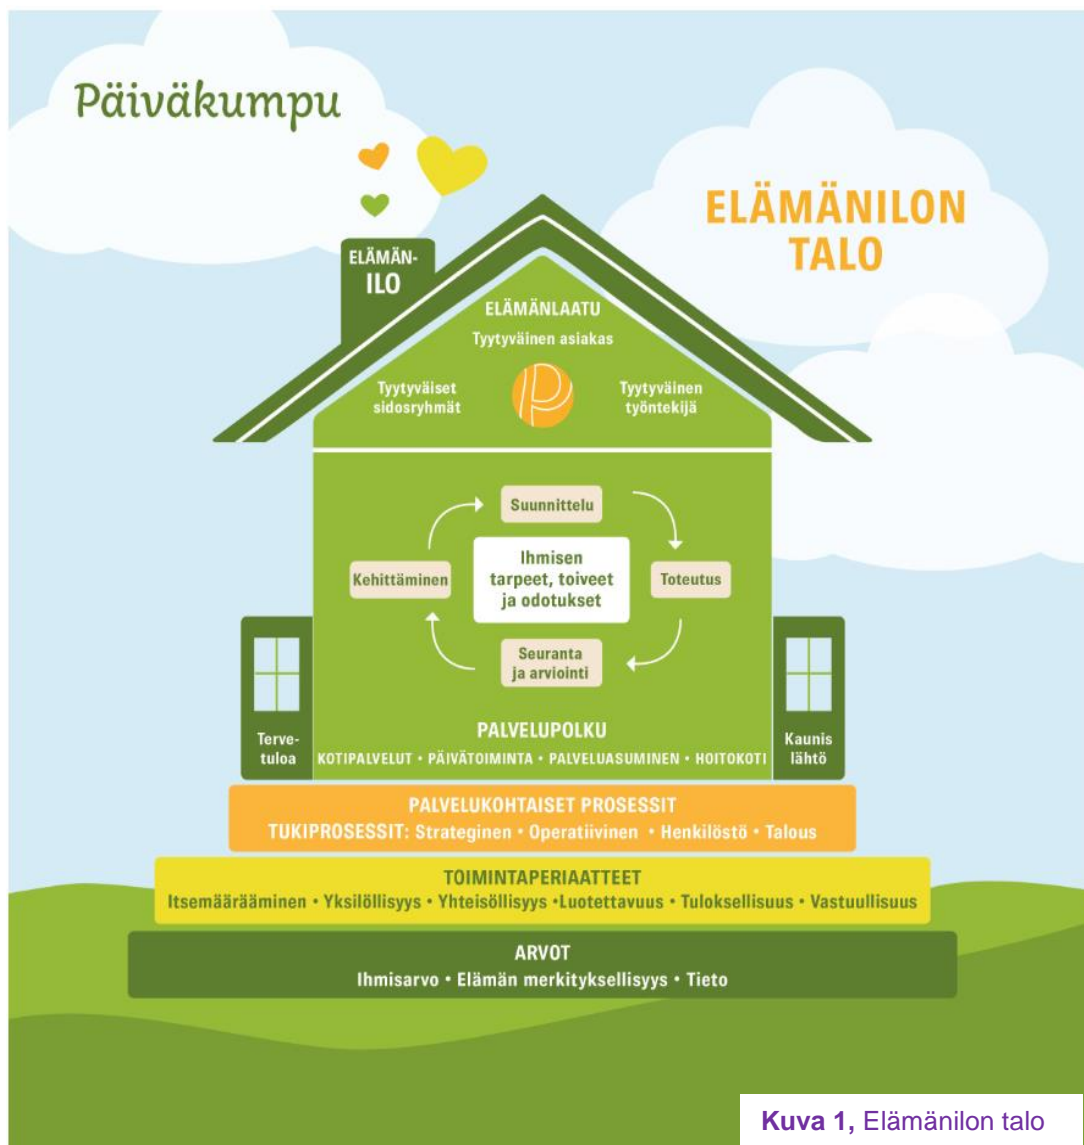 Päiväkumpu
ELÄMÄNILON
TALO
ELÄMÄN-
ILO
ELÄMÄNLAATU
Tyytyväinen asiakas
Tyytyväiset
sidosryhmät
P
Tyytyväinen
työntekijä
Suunnittelu
Kehittäminen
Ihmisen
tarpeet, toiveet
ja odotukset
Toteutus
Seuranta
ja arviointi
Terve-
tuloa
PALVELUPOLKU
KOTIPALVELUT • PÄIVÄTOIMINTA • PALVELUASUMINEN • HOITOKOTI
Kaunis
lähtö
PALVELUKOHTAISET PROSESSIT
TUKIPROSESSIT: Strateginen • Operatiivinen • Henkilöstö • Talous
TOIMINTAPERIAATTEET
Itsemäärääminen • Yksilöllisyys • Yhteisöllisyys •Luotettavuus • Tuloksellisuus • Vastuullisuus
ARVOT
Ihmisarvo • Elämän merkityksellisyys • Tieto
Kuva 1, Elämänilon talo